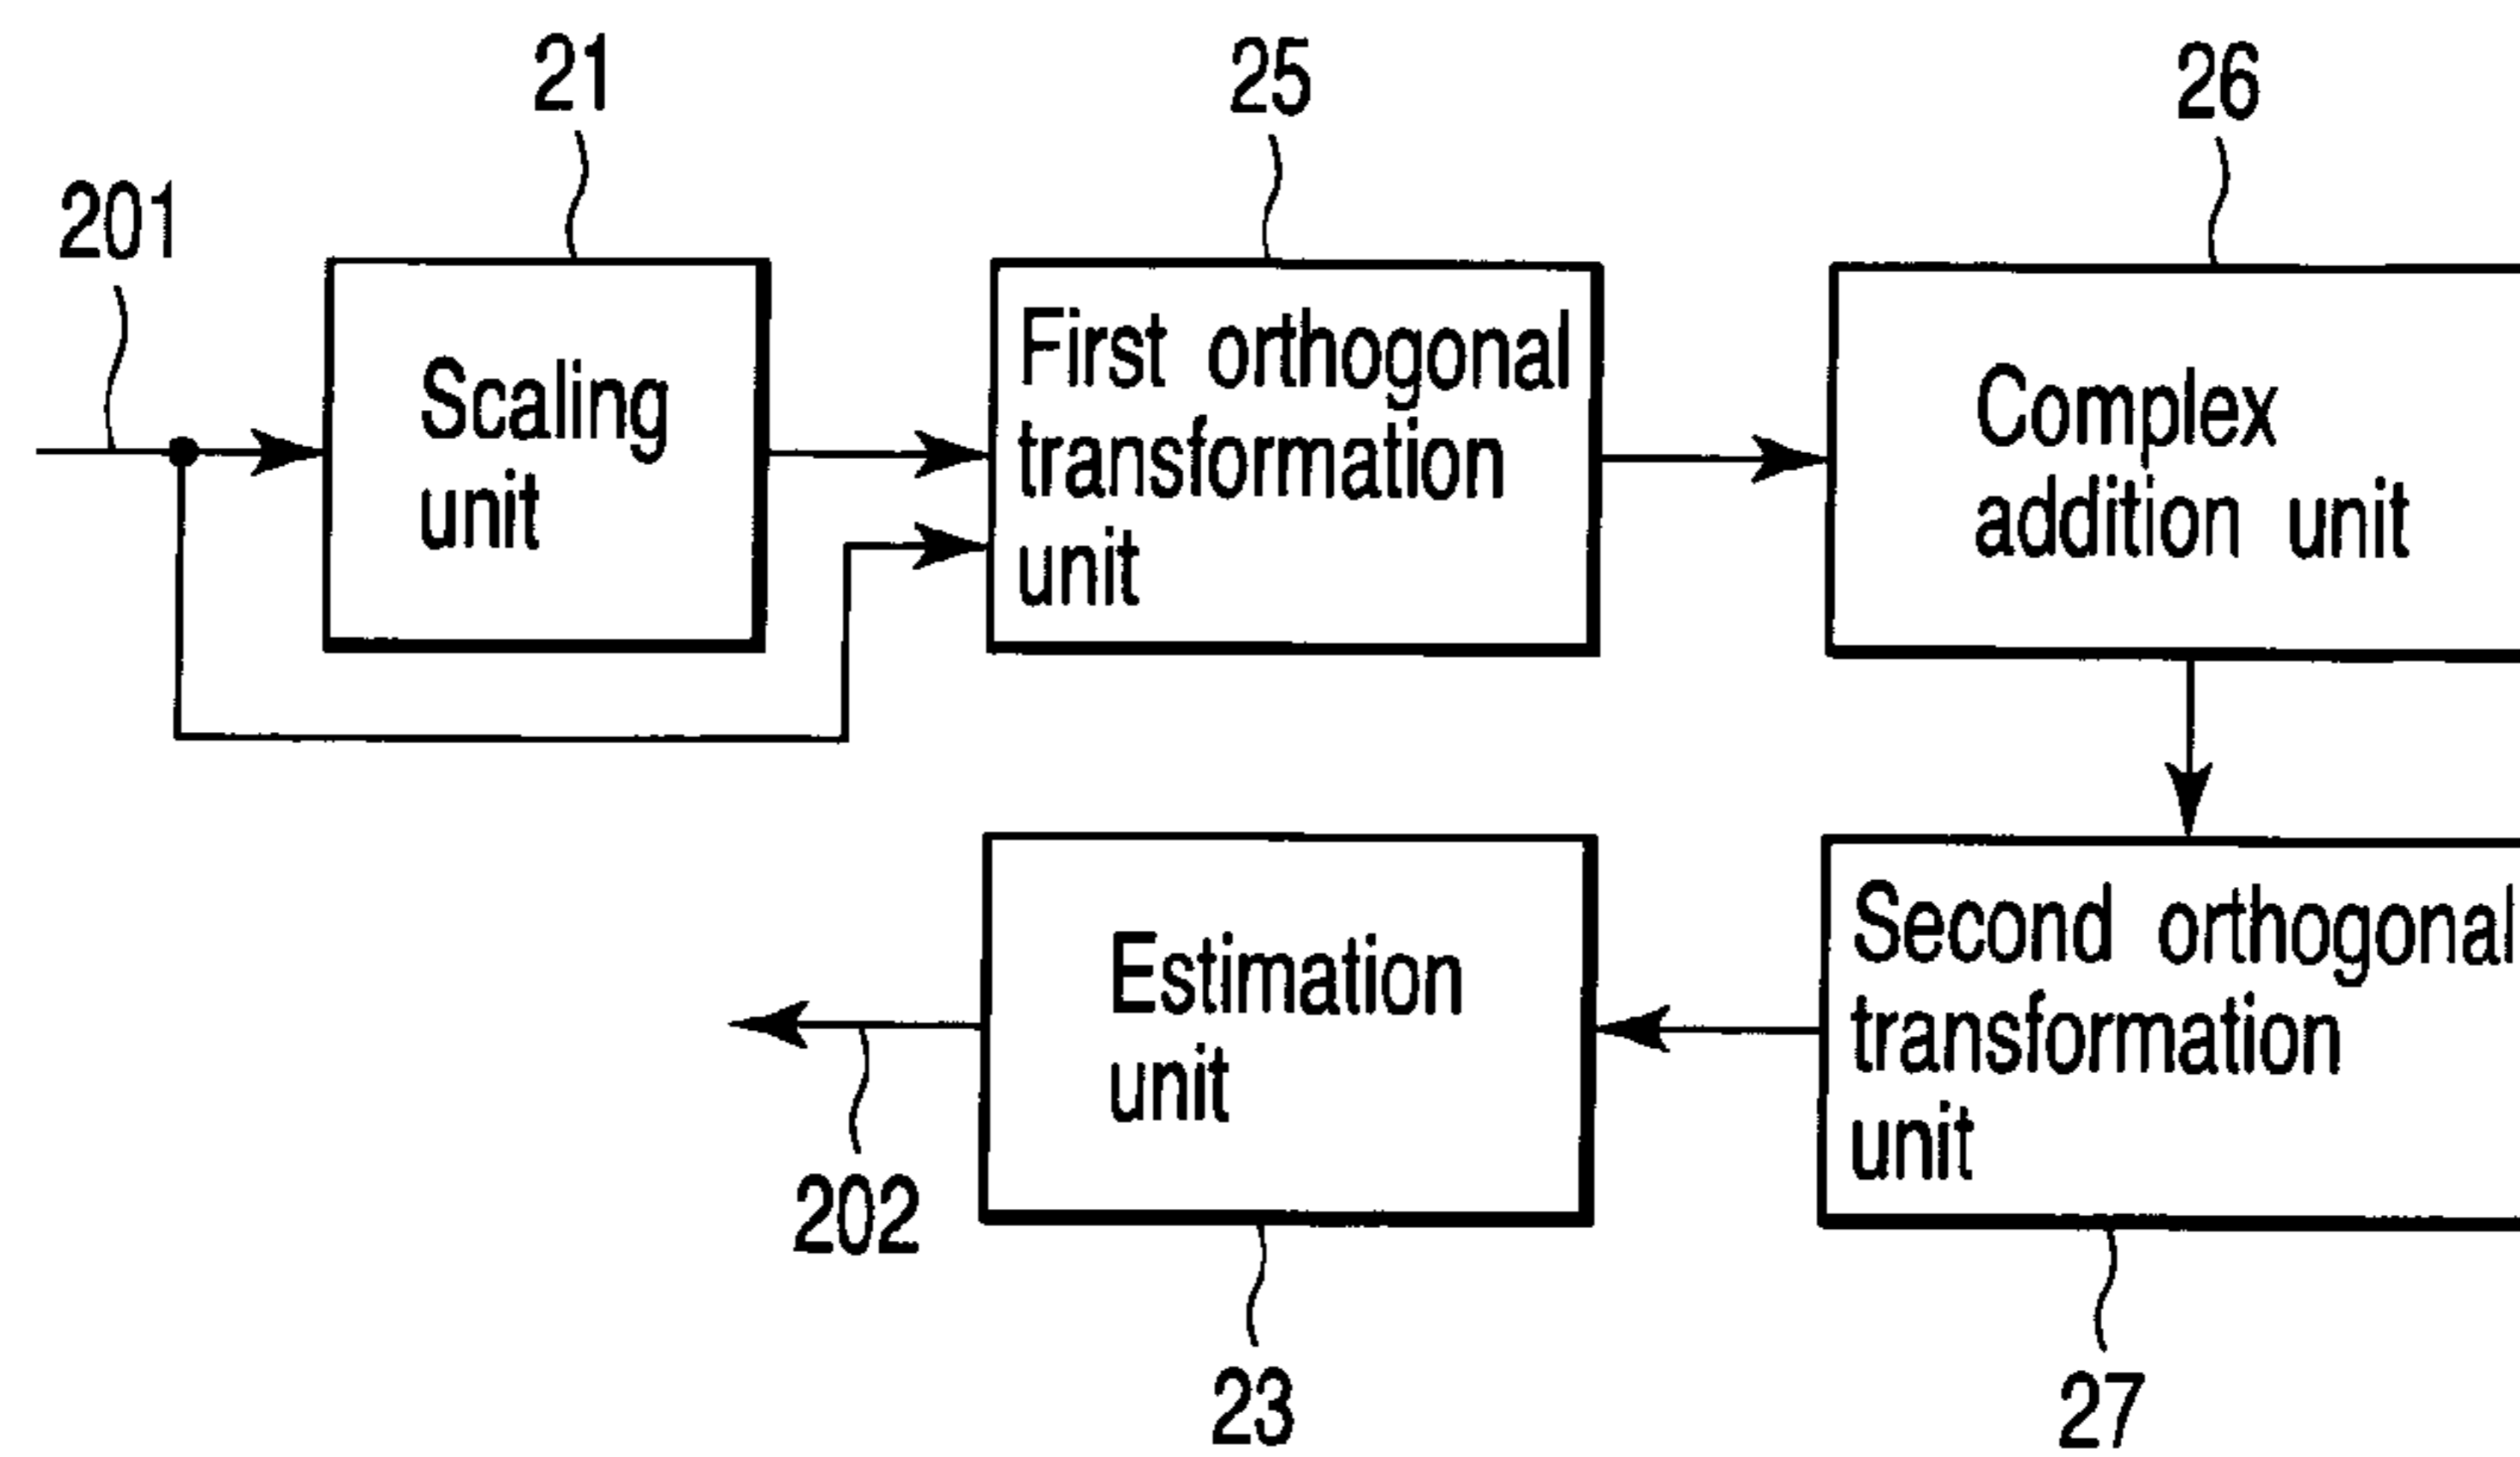 21
25
26
201
Scaling
unit
First orthogonal
transformation
unit
Complex
addition unit
Estimation
unit
Second orthogonal
transformation
unit
202
23
27